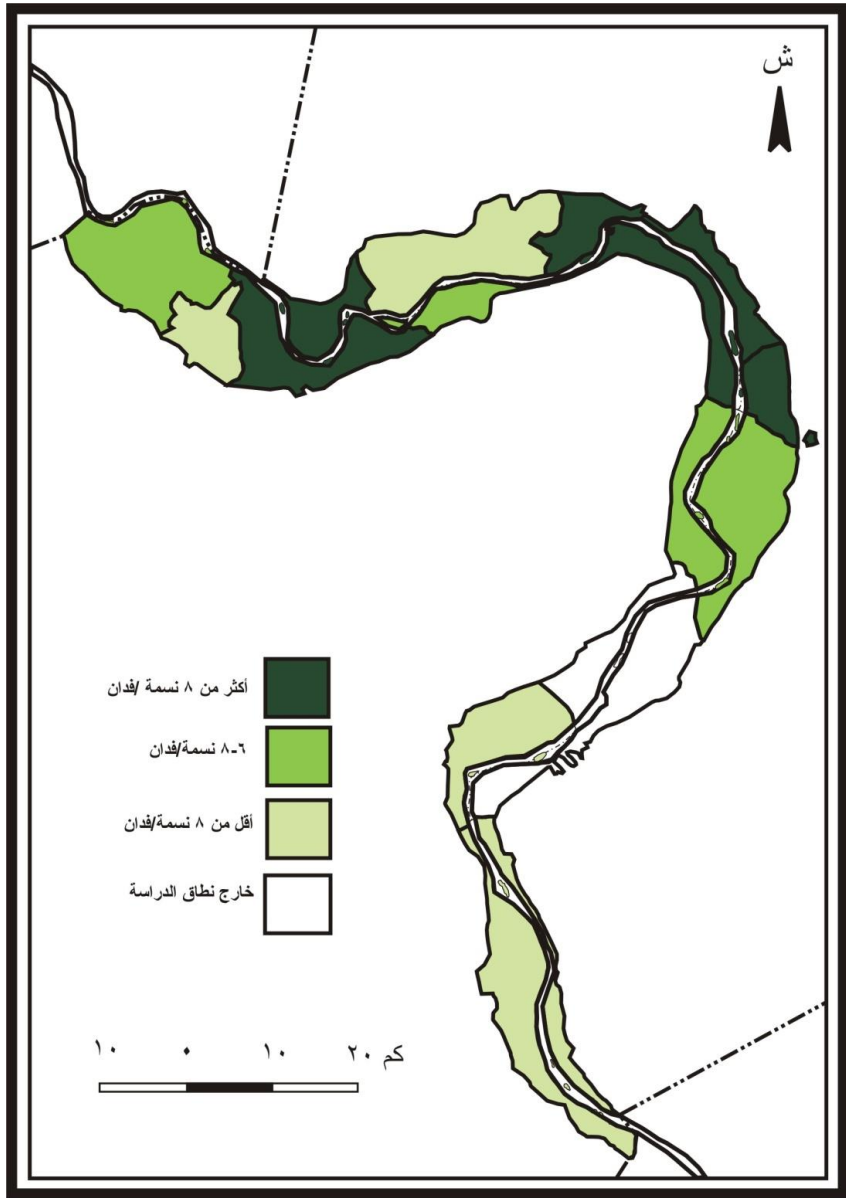 ش
أكثر من ٨ نسمة /فدان
٦-٨ نسمة/فدان
أقل من ٨ نسمة/فدان
خارج نطاق الدراسة
١٠ ٠ ١٠ ٢٠ كم